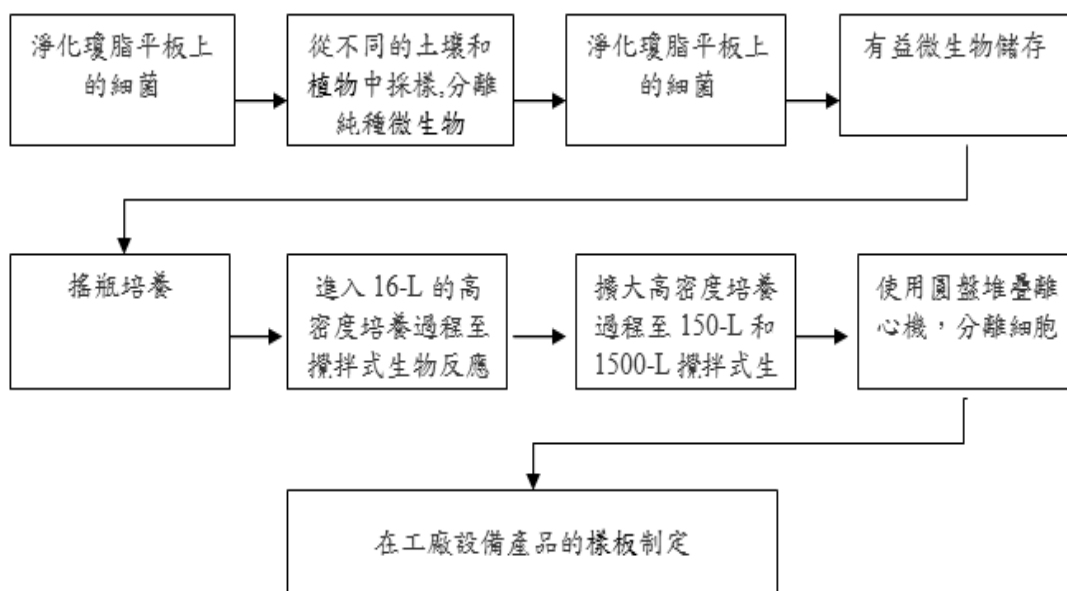 淨化瓊脂平板上
的細菌
從不同的土壤和
植物中採樣,分離
純種微生物
淨化瓊脂平板上
的細菌
有益微生物儲存
搖瓶培養
進入 16-L 的高
密度培養過程至
攪拌式生物反應
擴大高密度培養
過程至 150-L 和
1500-L 攪拌式生
使用圓盤堆疊離
心機，分離細胞
在工廠設備產品的樣板制定